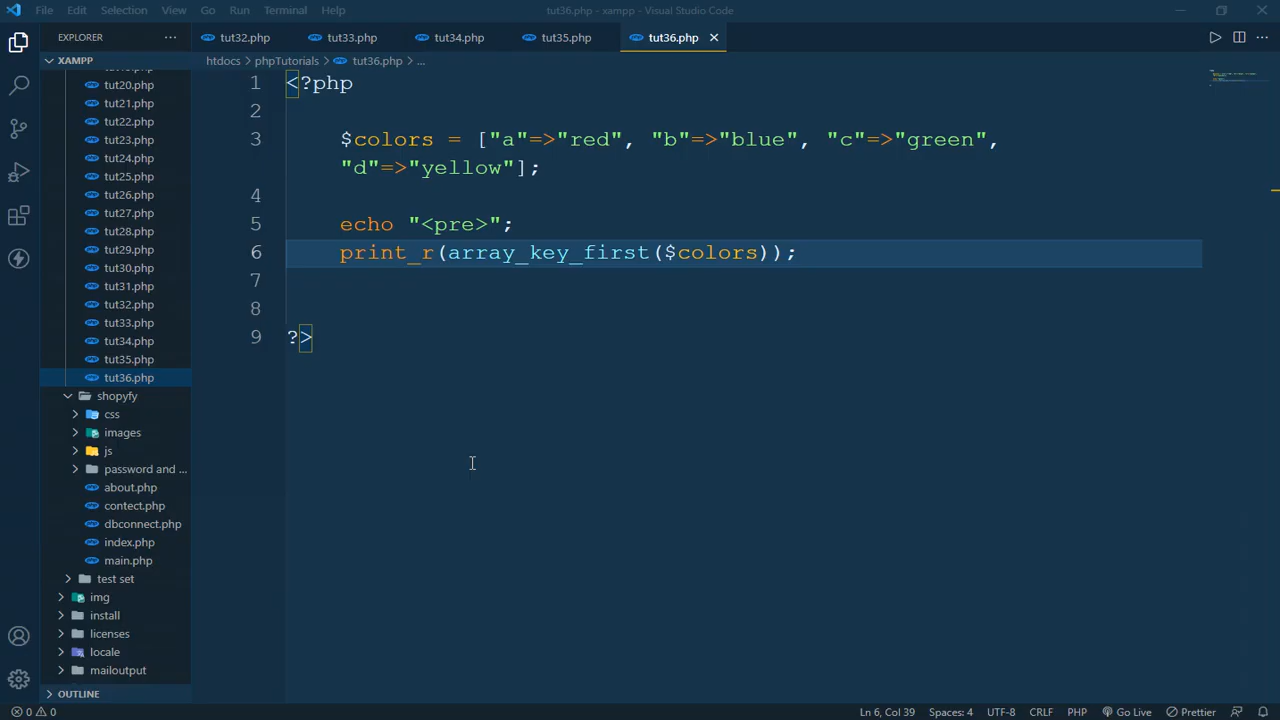 File Edit Selection View Go Run Terminal Help
tut36.php - xampp - Visual Studio Code
EXPLORER
tut32.php tut33.php tut34.php tut35.php tut36.php
XAMPP
htdocs > phpTutorials > tut36.php > ...
tut20.php
tut21.php
tut22.php
tut23.php
tut24.php
tut25.php
tut26.php
tut27.php
tut28.php
tut29.php
tut30.php
tut31.php
tut32.php
tut33.php
tut34.php
tut35.php
tut36.php
shopyfy
css
images
js
password and ...
about.php
contect.php
dbconnect.php
index.php
main.php
test set
img
install
licenses
locale
mailoutput
OUTLINE
1 <?php
2
3 $colors = ["a"=>"red", "b"=>"blue", "c"=>"green",
"d"=>"yellow"];
4
5 echo "<pre>";
6 print_r(array_key_first($colors));
7
8
9 ?>
0 0
Ln 6, Col 39 Spaces: 4 UTF-8 CRLF PHP Go Live Prettier